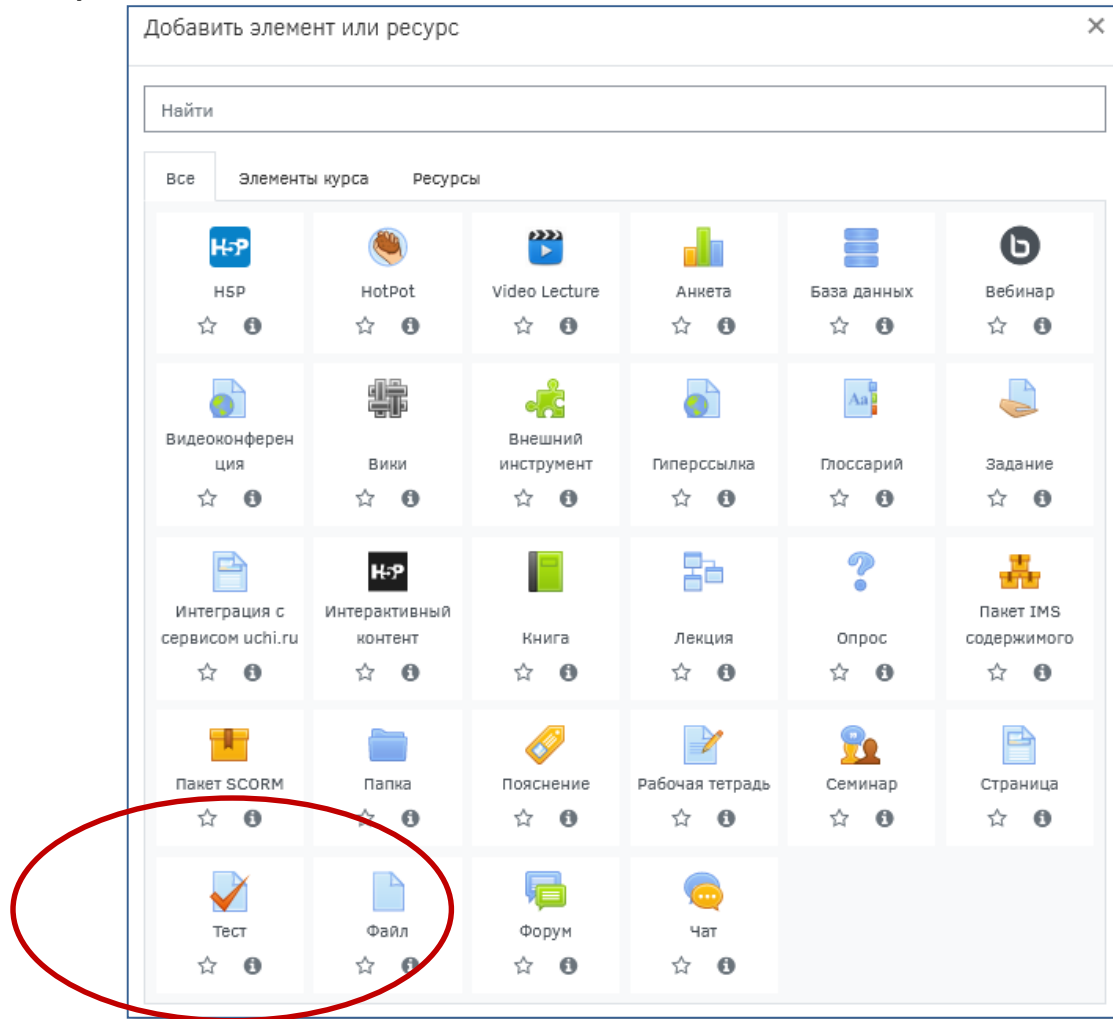 Добавить элемент или ресурс
Найти
Все Элементы курса Ресурсы
H5P HotPot Video Lecture Анкета База данных Вебинар
Видеоконферен
ция Вики Внешний
инструмент Гиперссылка Глоссарий Задание
Интеграция с
сервисом uchi.ru Интерактивный
контент Книга Лекция Опрос Пакет IMS
содержимого
Пакет SCORM Папка Пояснение Рабочая тетрадь Семинар Страница
Тест Файл Форум Чат